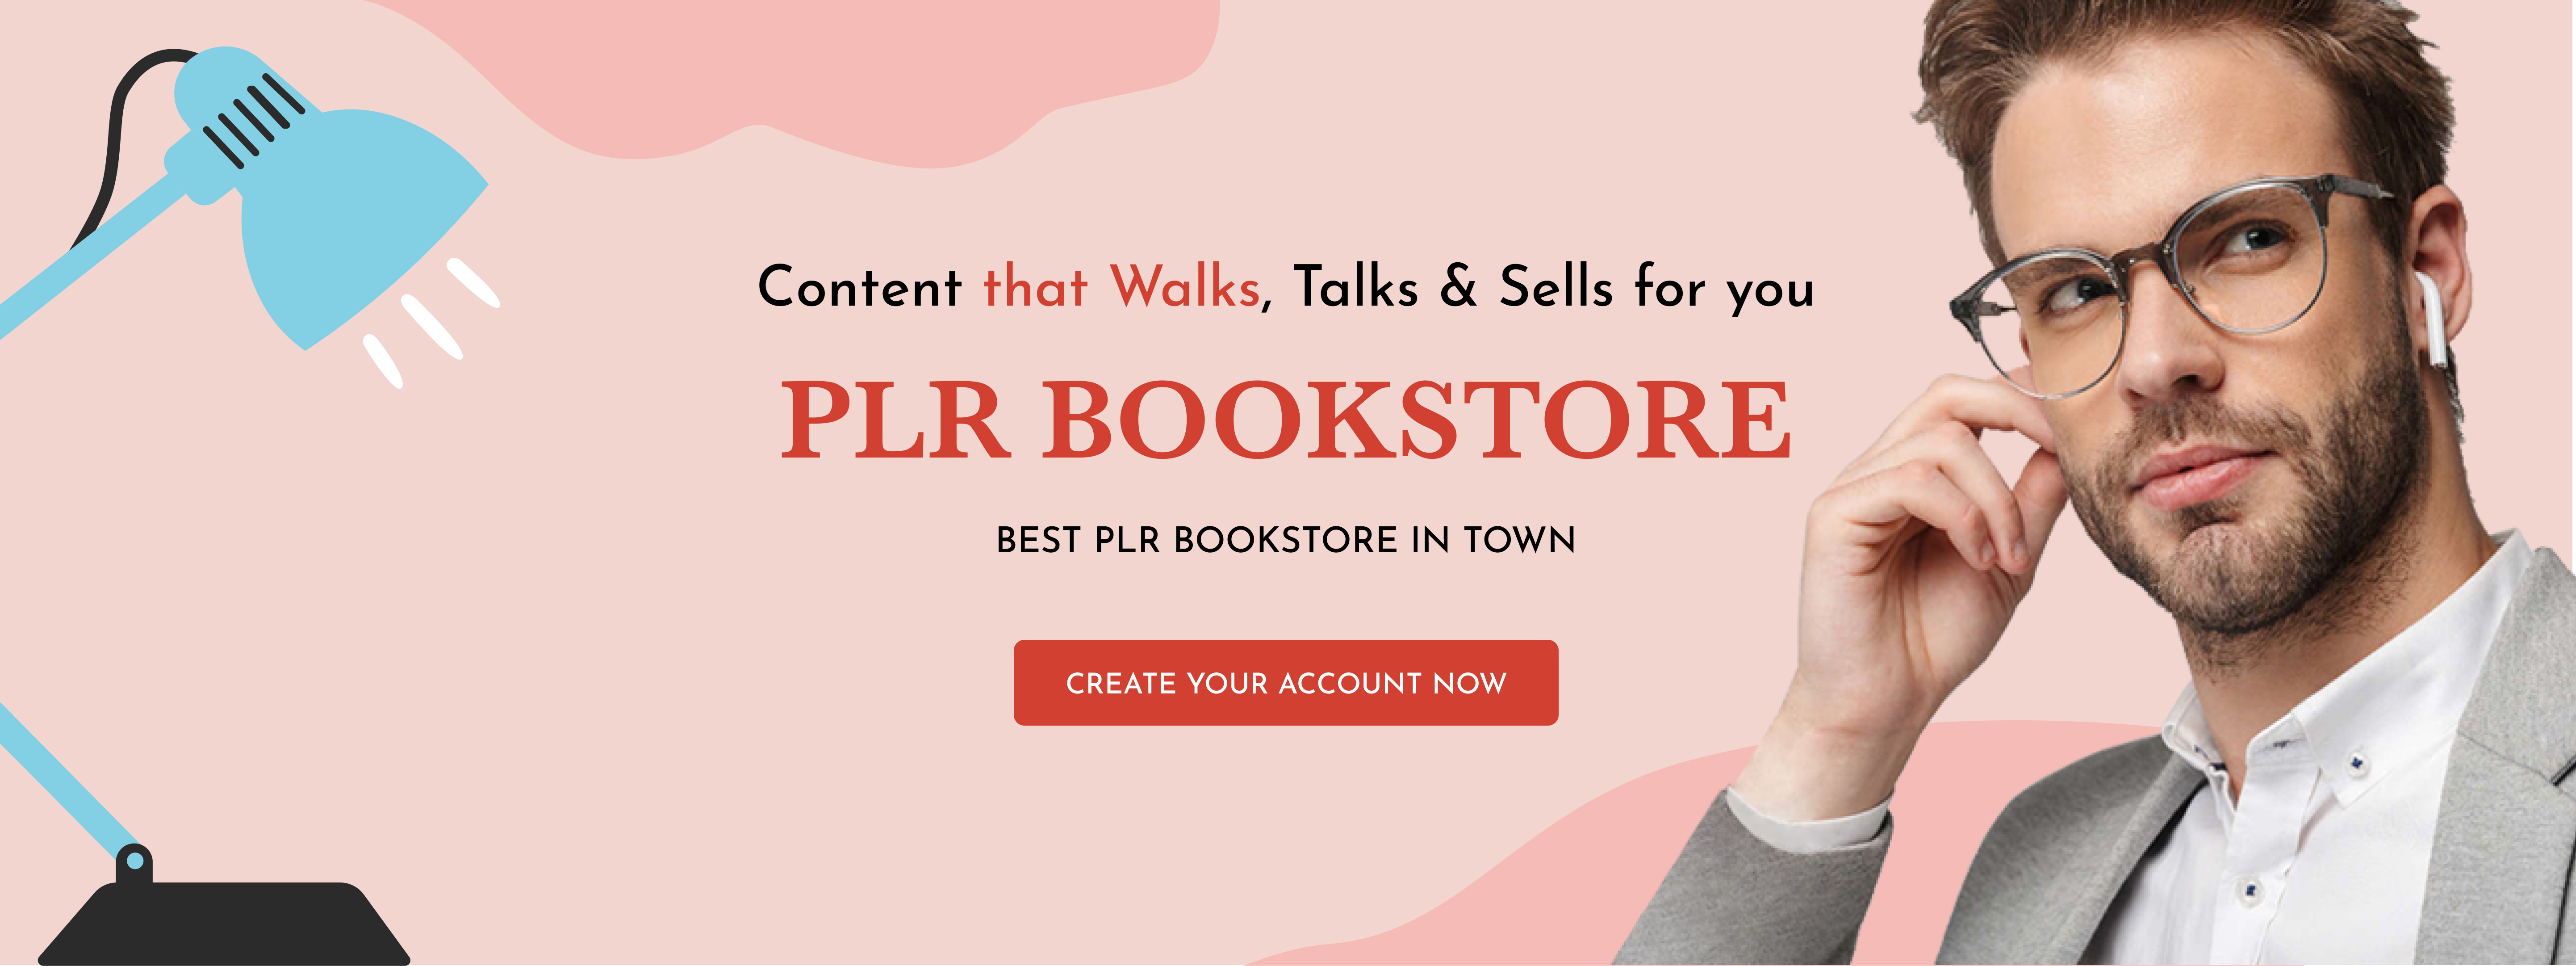 Content that Walks, Talks & Sells for you
PLR BOOKSTORE
BEST PLR BOOKSTORE IN TOWN
CREATE YOUR ACCOUNT NOW